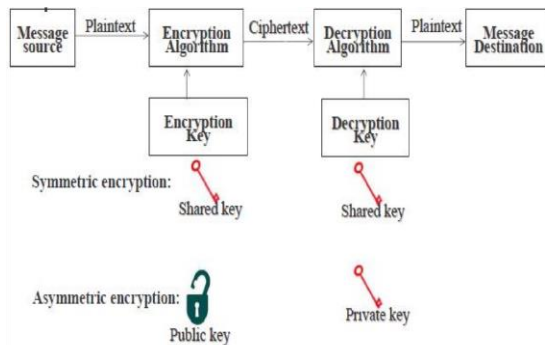 Message source
Plaintext
Encryption Algorithm
Ciphertext
Decryption Algorithm
Plaintext
Message Destination
Encryption Key
Decryption Key
Symmetric encryption:
Shared key
Shared key
Asymmetric encryption:
Public key
Private key